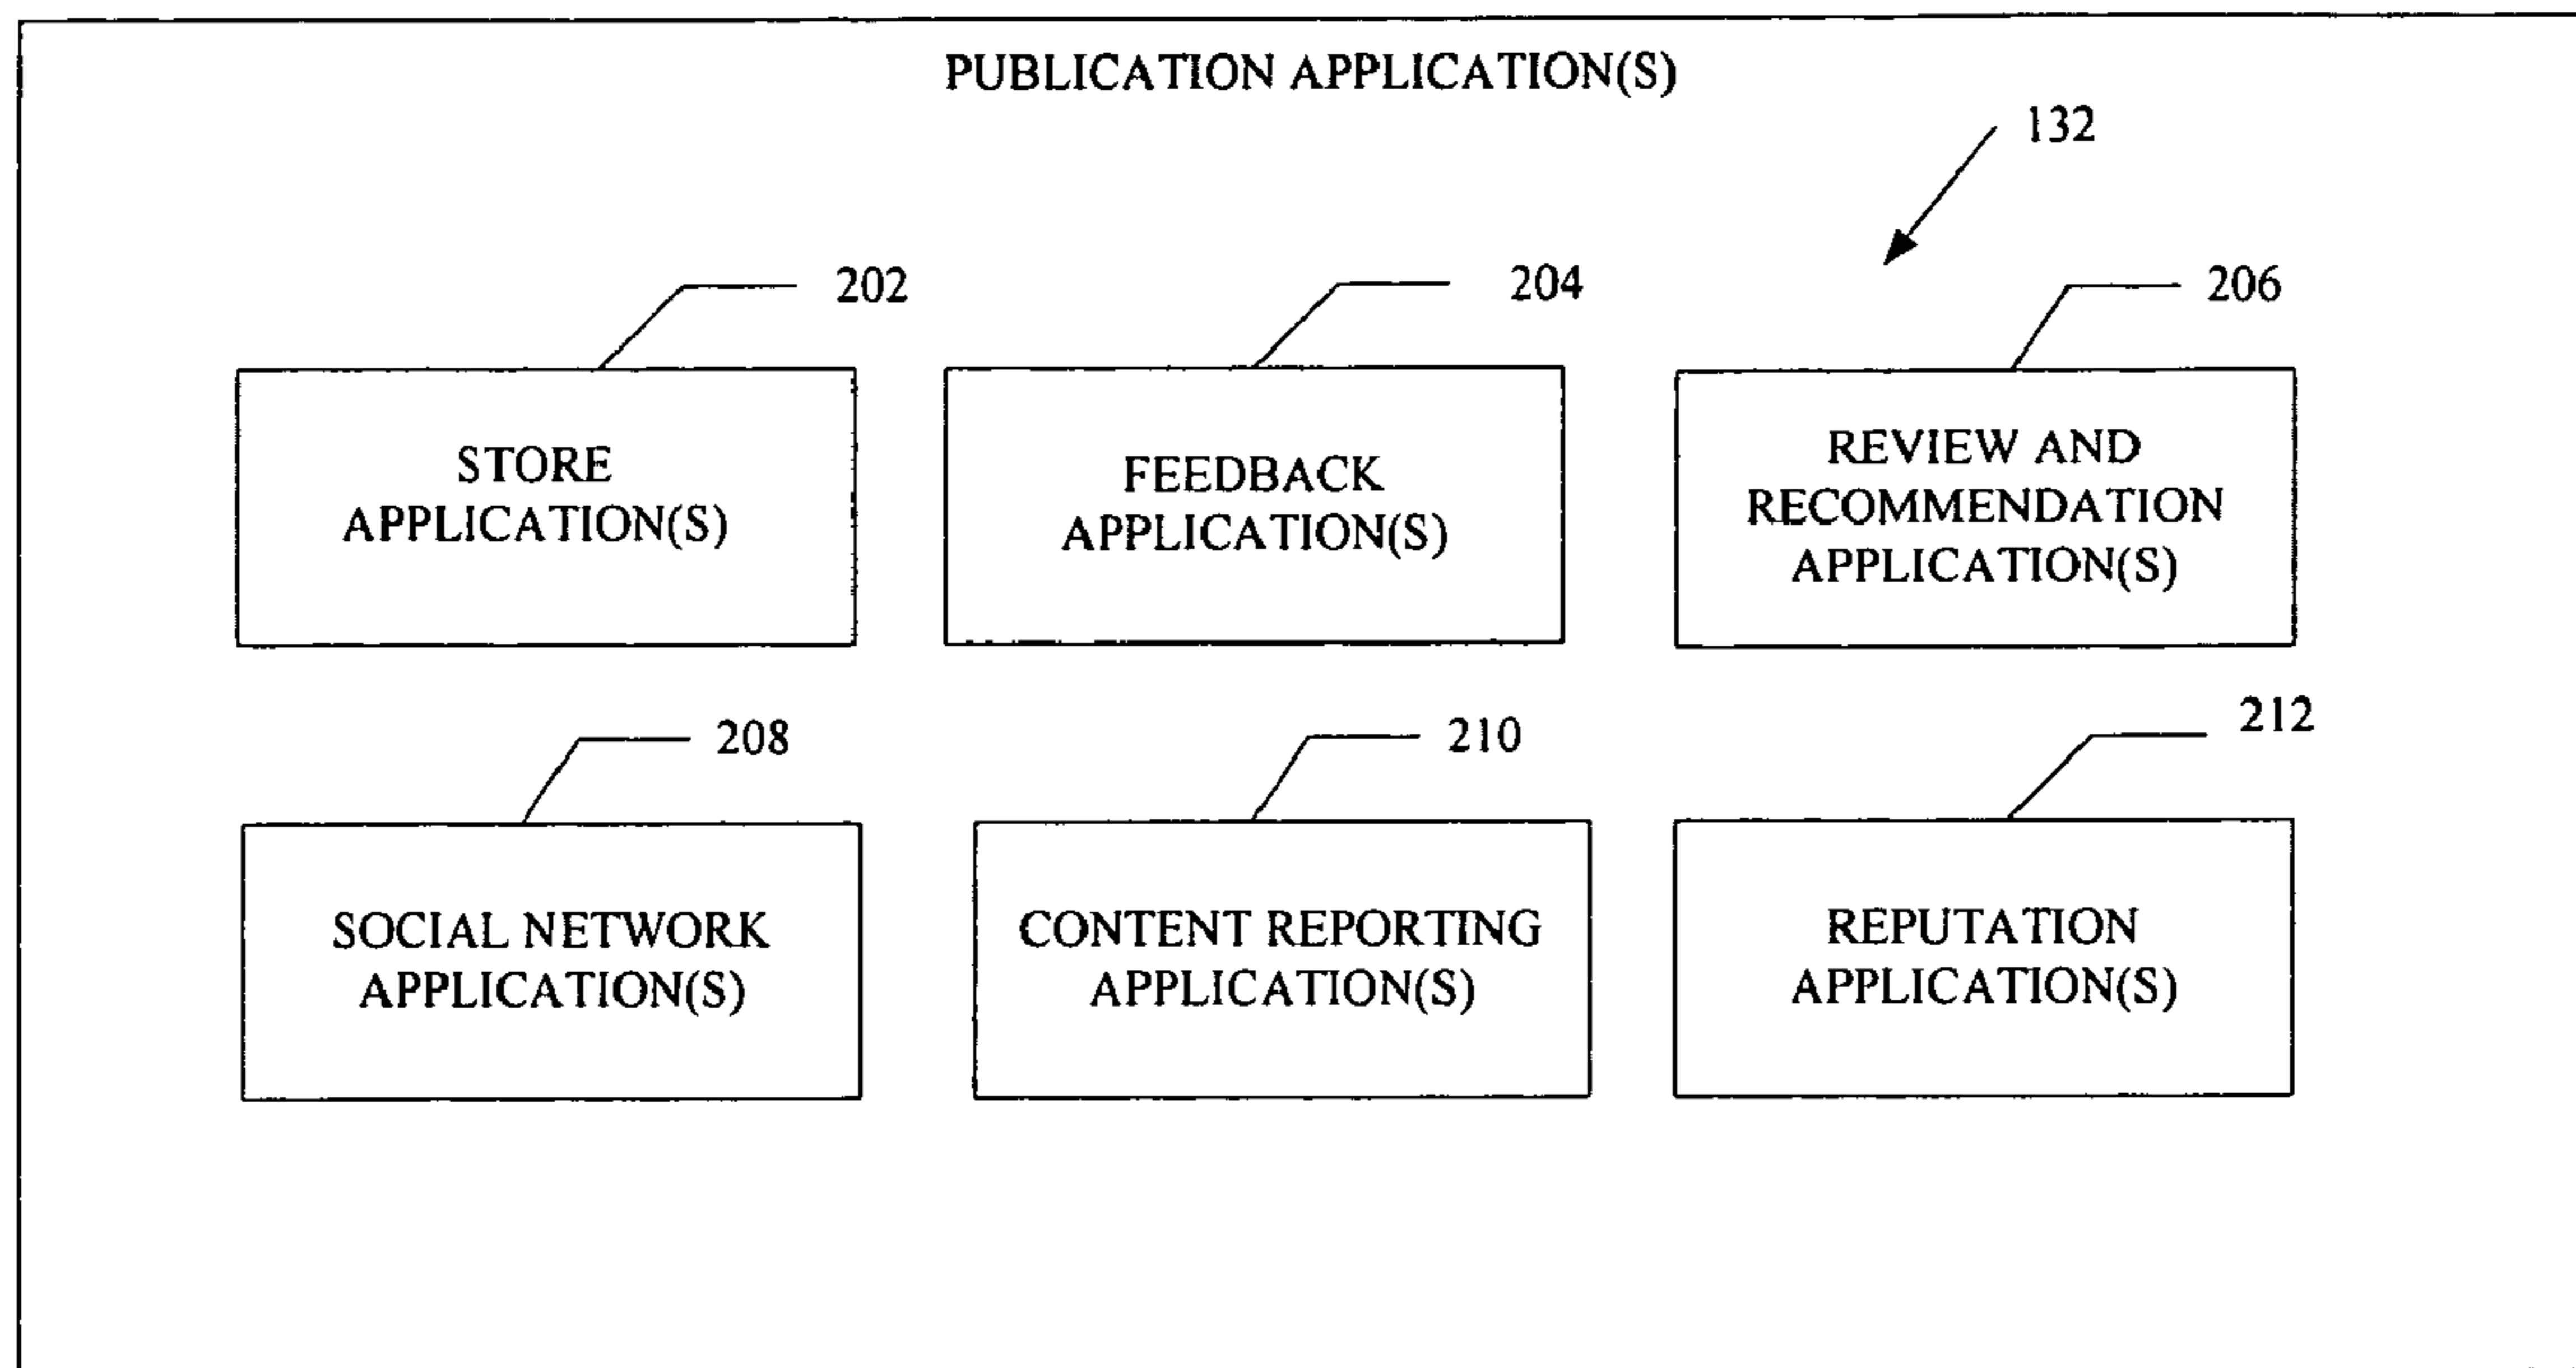 PUBLICATION APPLICATION(S)
132
202
204
206
STORE
APPLICATION(S)
FEEDBACK
APPLICATION(S)
REVIEW AND
RECOMMENDATION
APPLICATION(S)
208
210
212
SOCIAL NETWORK
APPLICATION(S)
CONTENT REPORTING
APPLICATION(S)
REPUTATION
APPLICATION(S)